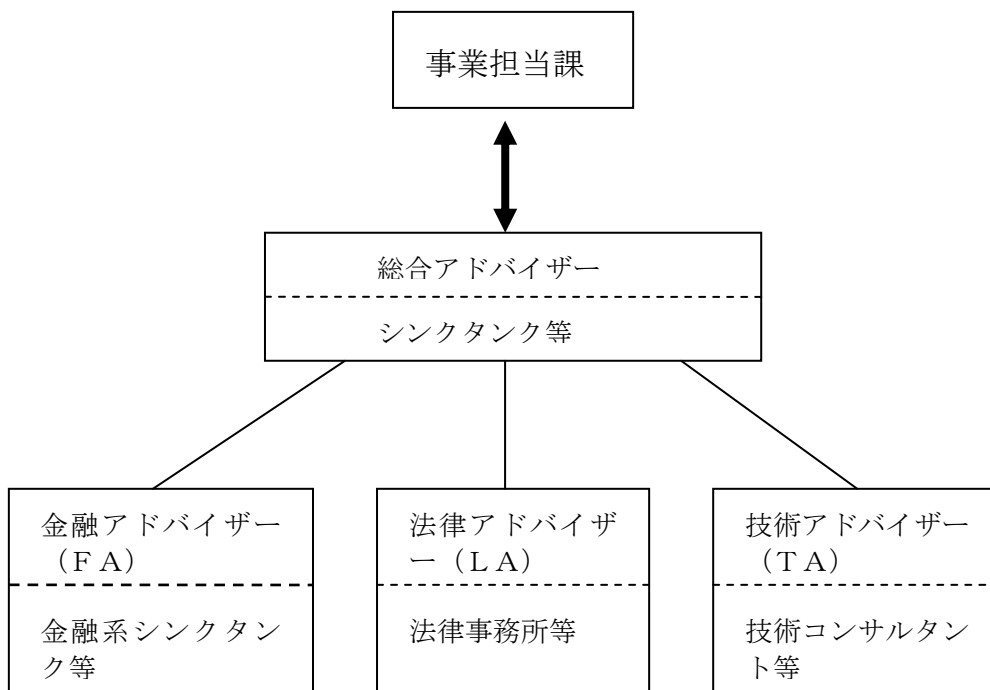 事業担当課
総合アドバイザー
シンクタンク等
金融アドバイザー
（ＦＡ）
金融系シンクタン
ク等
法律アドバイザ
ー（ＬＡ）
法律事務所等
技術アドバイザー
（ＴＡ）
技術コンサルタン
ト等